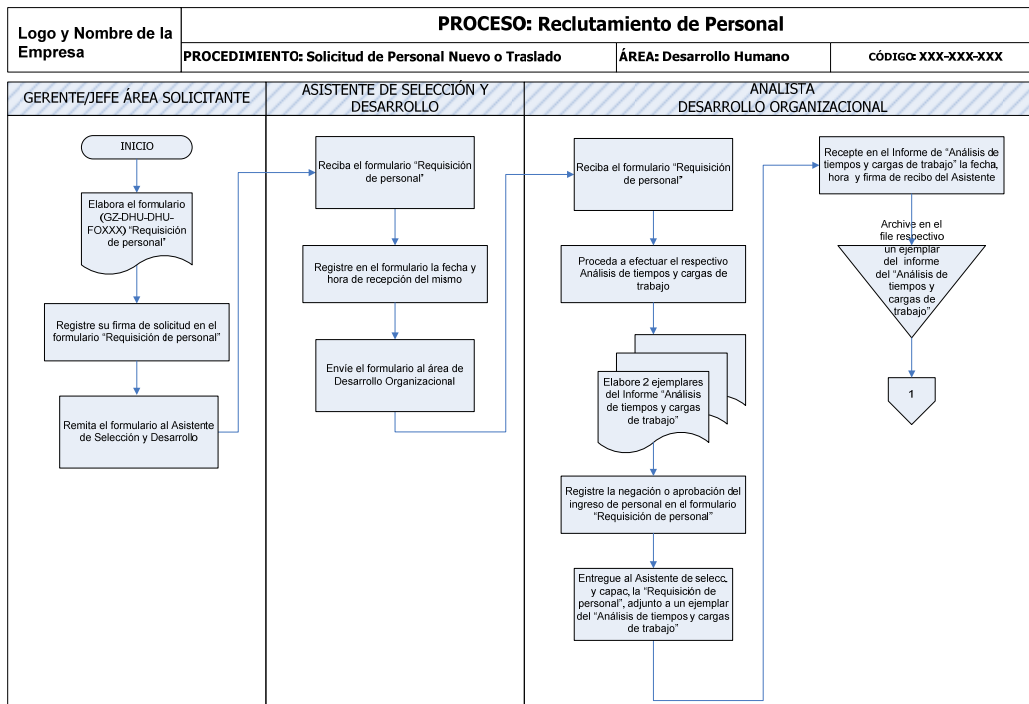 Logo y Nombre de la
Empresa
PROCESO: Reclutamiento de Personal
PROCEDIMIENTO: Solicitud de Personal Nuevo o Traslado
ÁREA: Desarrollo Humano
CÓDIGO: XXX-XXX-XXX
GERENTE/JEFE ÁREA SOLICITANTE
ASISTENTE DE SELECCIÓN Y
DESARROLLO
ANALISTA
DESARROLLO ORGANIZACIONAL
INICIO
Elabora el formulario
(GZ-DHU-DHU-
FOXXX) “Requisición
de personal”
Registre su firma de solicitud en el
formulario “Requisición de personal”
Remita el formulario al Asistente
de Selección y Desarrollo
Reciba el formulario “Requisición
de personal”
Registre en el formulario la fecha y
hora de recepción del mismo
Envíe el formulario al área de
Desarrollo Organizacional
Reciba el formulario “Requisición
de personal”
Proceda a efectuar el respectivo
Análisis de tiempos y cargas de
trabajo
Elabore 2 ejemplares
del Informe “Análisis
de tiempos y cargas de
trabajo”
Registre la negación o aprobación del
ingreso de personal en el formulario
“Requisición de personal”
Entregue al Asistente de selecc.
y capac, la “Requisición de
personal”, adjunto a un ejemplar
del “Análisis de tiempos y cargas
de trabajo”
Recepte en el Informe de “Análisis de
tiempos y cargas de trabajo” la fecha,
hora y firma de recibo del Asistente
Archive en el
file respectivo
un ejemplar
del informe
del “Análisis de
tiempos y
cargas de
trabajo”
1